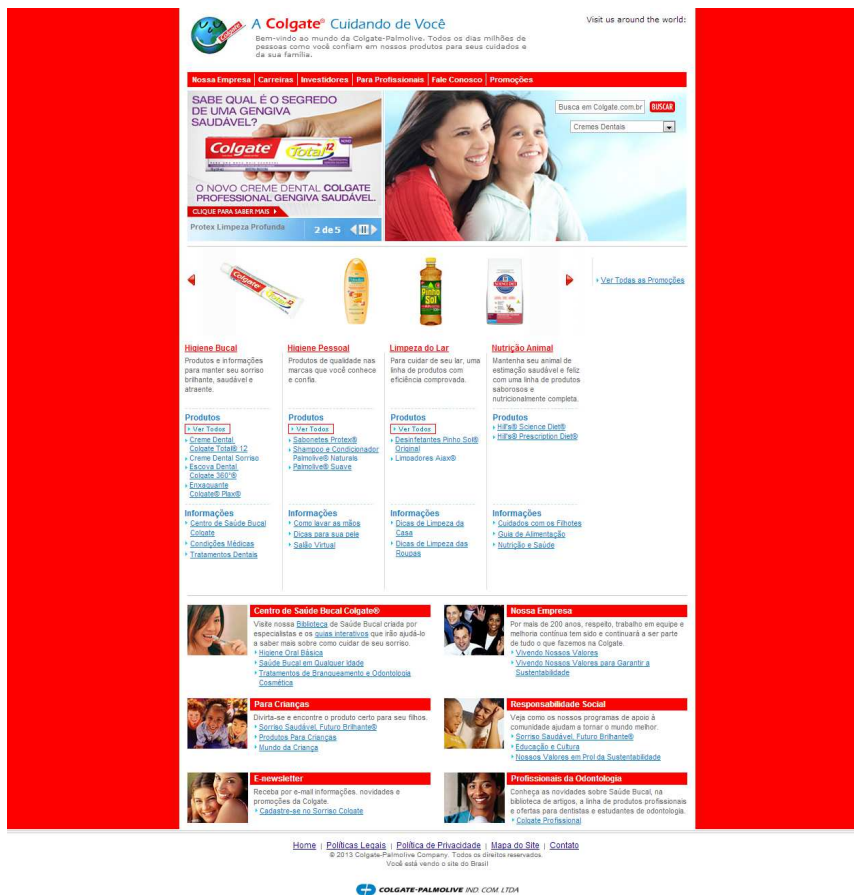 A Colgate® Cuidando de Você
Visit us around the world:
Bem-vindo ao mundo da Colgate-Palmolive. Todos os dias milhões de
pessoas como você confiam em nossos produtos para seus cuidados e
da sua família.
Nossa Empresa | Carreiras | Investidores | Para Profissionais | Fale Conosco | Promoções
SABE QUAL É O SEGREDO
DE UMA GENGIVA
SAUDÁVEL?
Colgate Total 12
O NOVO CREME DENTAL COLGATE
PROFESSIONAL GENGIVA SAUDÁVEL.
CLIQUE PARA SABER MAIS
Protex Limpeza Profunda
2 de 5
Busca em Colgate.com.br
BUSCAR
Cremes Dentais
Ver Todas as Promoções
Colgate Total
Pinho
Sol
Higiene Bucal
Produtos e informações
para manter seu sorriso
brilhante, saudável e
atraente.
Produtos
Ver Todos
Creme Dental
Colgate Total® 12
Creme Dental Sorriso
Escova Dental
Colgate 360°®
Enxaguante
Colgate® Plax®
Informações
Centro de Saúde Bucal
Colgate
Condições Médicas
Tratamentos Dentais
Higiene Pessoal
Produtos de qualidade nas
marcas que você conhece
e confia.
Produtos
Ver Todos
Sabonetes Protex®
Shampoo e Condicionador
Palmolive® Naturals
Palmolive® Suave
Informações
Como lavar as mãos
Dicas para sua pele
Salão Virtual
Limpeza do Lar
Para cuidar de seu lar, uma
linha de produtos com
eficiência comprovada.
Produtos
Ver Todos
Desinfetantes Pinho Sol®
Original
Limpadores Ajax®
Informações
Dicas de Limpeza da
Casa
Dicas de Limpeza das
Roupas
Nutrição Animal
Mantenha seu animal de
estimação saudável e feliz
com uma linha de produtos
saborosos e
nutricionalmente completa.
Produtos
Hill's® Science Diet®
Hill's® Prescription Diet®
Informações
Cuidados com os Filhotes
Guia de Alimentação
Nutrição e Saúde
Centro de Saúde Bucal Colgate®
Visite nossa Biblioteca de Saúde Bucal criada por
especialistas e os guias interativos que irão ajudá-lo
a saber mais sobre como cuidar de seu sorriso.
Higiene Oral Básica
Saúde Bucal em Qualquer Idade
Tratamentos de Branqueamento e Odontologia
Cosmética
Nossa Empresa
Por mais de 200 anos, respeito, trabalho em equipe e
melhoria contínua tem sido e continuará a ser parte
de tudo o que fazemos na Colgate.
Vivendo Nossos Valores
Vivendo Nossos Valores para Garantir a
Sustentabilidade
Para Crianças
Divirta-se e encontre o produto certo para seu filhos.
Sorriso Saudável, Futuro Brilhante®
Produtos Para Crianças
Mundo da Criança
Responsabilidade Social
Veja como os nossos programas de apoio à
comunidade ajudam a tornar o mundo melhor.
Sorriso Saudável, Futuro Brilhante®
Educação e Cultura
Nossos Valores em Prol da Sustentabilidade
E-newsletter
Receba por e-mail informações, novidades e
promoções da Colgate.
Cadastre-se no Sorriso Colgate
Profissionais da Odontologia
Conheça as novidades sobre Saúde Bucal, na
biblioteca de artigos, a linha de produtos profissionais
e ofertas para dentistas e estudantes de odontologia.
Colgate Profissional
Home | Políticas Legais | Política de Privacidade | Mapa do Site | Contato
© 2013 Colgate-Palmolive Company. Todos os direitos reservados.
Você está vendo o site do Brasil
COLGATE-PALMOLIVE IND. COM. LTDA